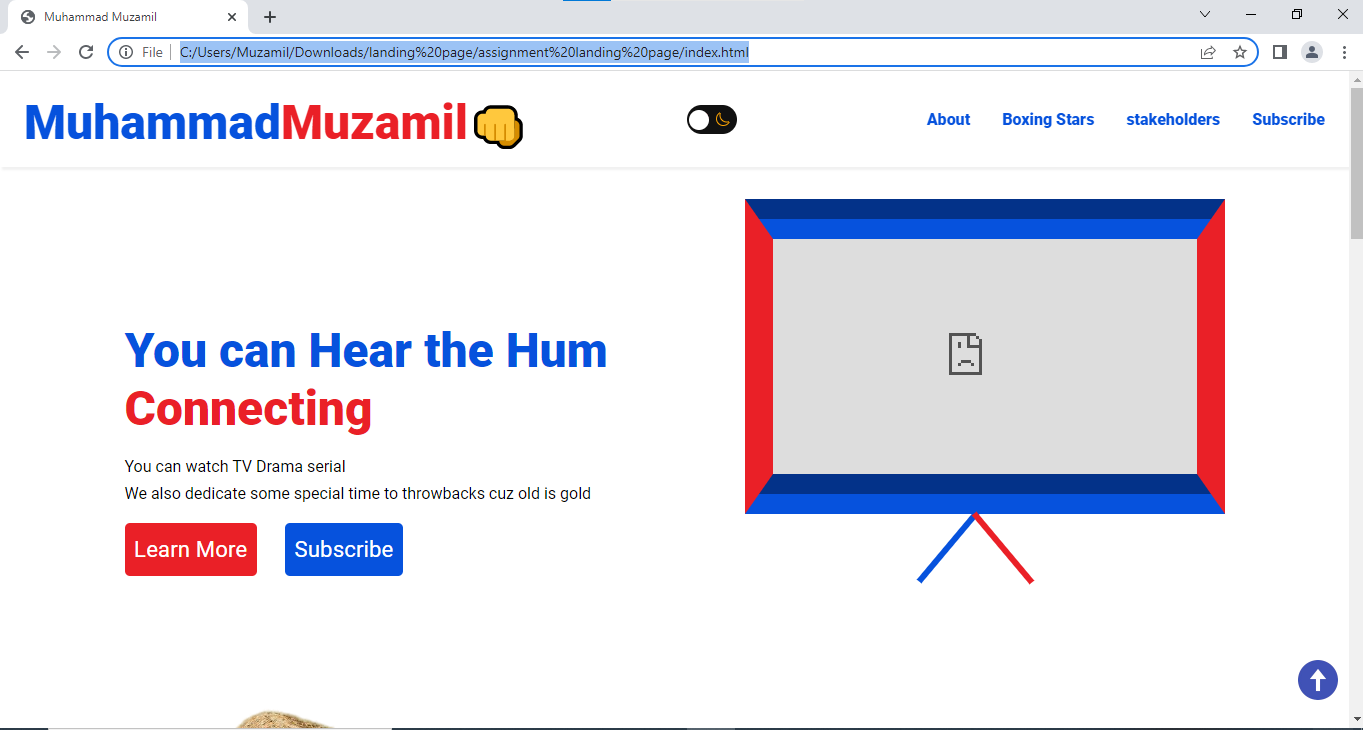 Muhammad Muzamil
File
C:/Users/Muzamil/Downloads/landing%20page/assignment%20landing%20page/index.html
MuhammadMuzamil
About
Boxing Stars
stakeholders
Subscribe
You can Hear the Hum
Connecting
You can watch TV Drama serial
We also dedicate some special time to throwbacks cuz old is gold
Learn More
Subscribe